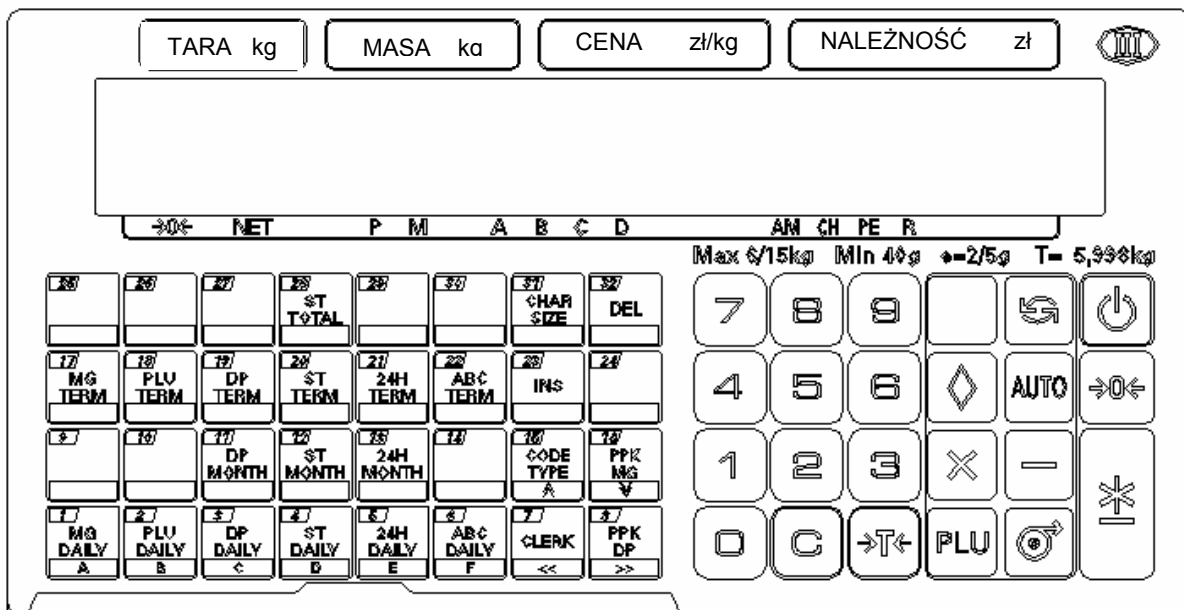 TARA kg MASA kg CENA zł/kg NALEŻNOŚĆ zł III
→0← NET P M A B C D AM CH PE R
Max 6/15kg Min 40g e=2/5g T= 5,998kg
25 26 27 28 29 30 31 32
ST TOTAL
CHAR SIZE
DEL
7 8 9
17 18 19 20 21 22 23 24
MG TERM
PLU TERM
DP TERM
ST TERM
24H TERM
ABC TERM
INS
4 5 6 AUTO →0←
9 10 11 12 13 14 15 16
DP MONTH
ST MONTH
24H MONTH
CODE TYPE
PPK MG
1 2 3 × −
1 2 3 4 5 6 7 8
MG DAILY
PLU DAILY
DP DAILY
ST DAILY
24H DAILY
ABC DAILY
CLERK
PPK DP
A B C D E F << >>
0 C →T← PLU